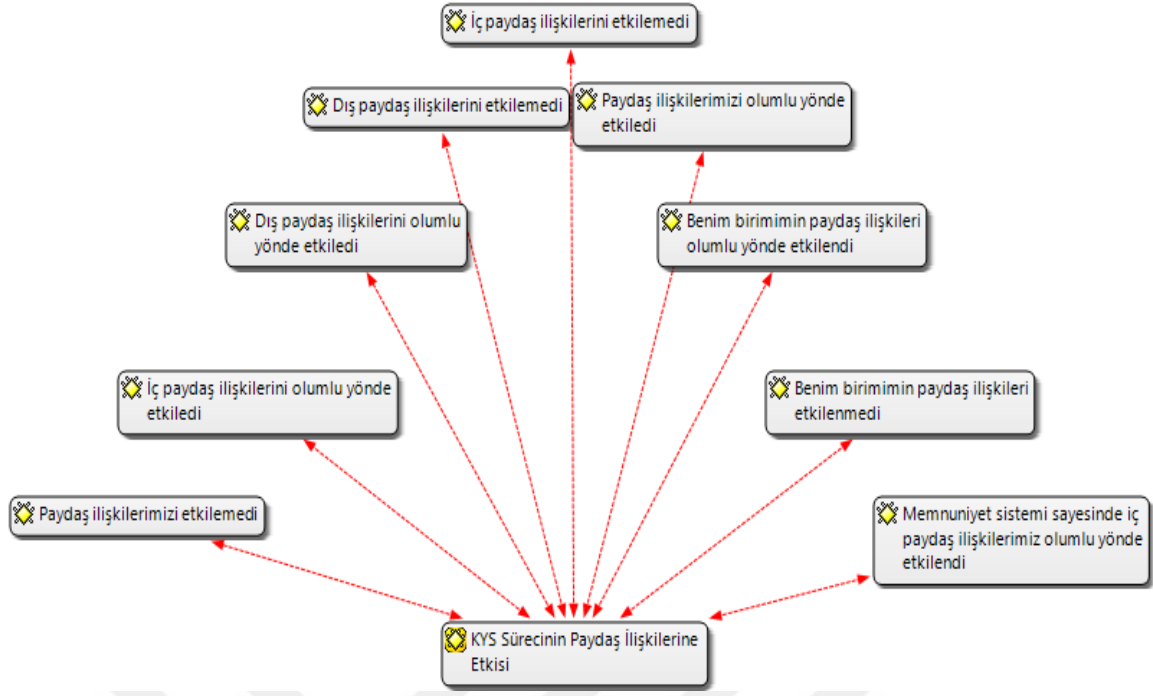 İç paydaş ilişkilerini etkilemedi
Dış paydaş ilişkilerini etkilemedi
Paydaş ilişkilerimizi olumlu yönde
etkiledi
Dış paydaş ilişkilerini olumlu
yönde etkiledi
Benim birimimin paydaş ilişkileri
olumlu yönde etkilendi
İç paydaş ilişkilerini olumlu yönde
etkiledi
Benim birimimin paydaş ilişkileri
etkilenmedi
Paydaş ilişkilerimizi etkilemedi
Memnuniyet sistemi sayesinde iç
paydaş ilişkilerimiz olumlu yönde
etkilendi
KYS Sürecinin Paydaş İlişkilerine
Etkisi